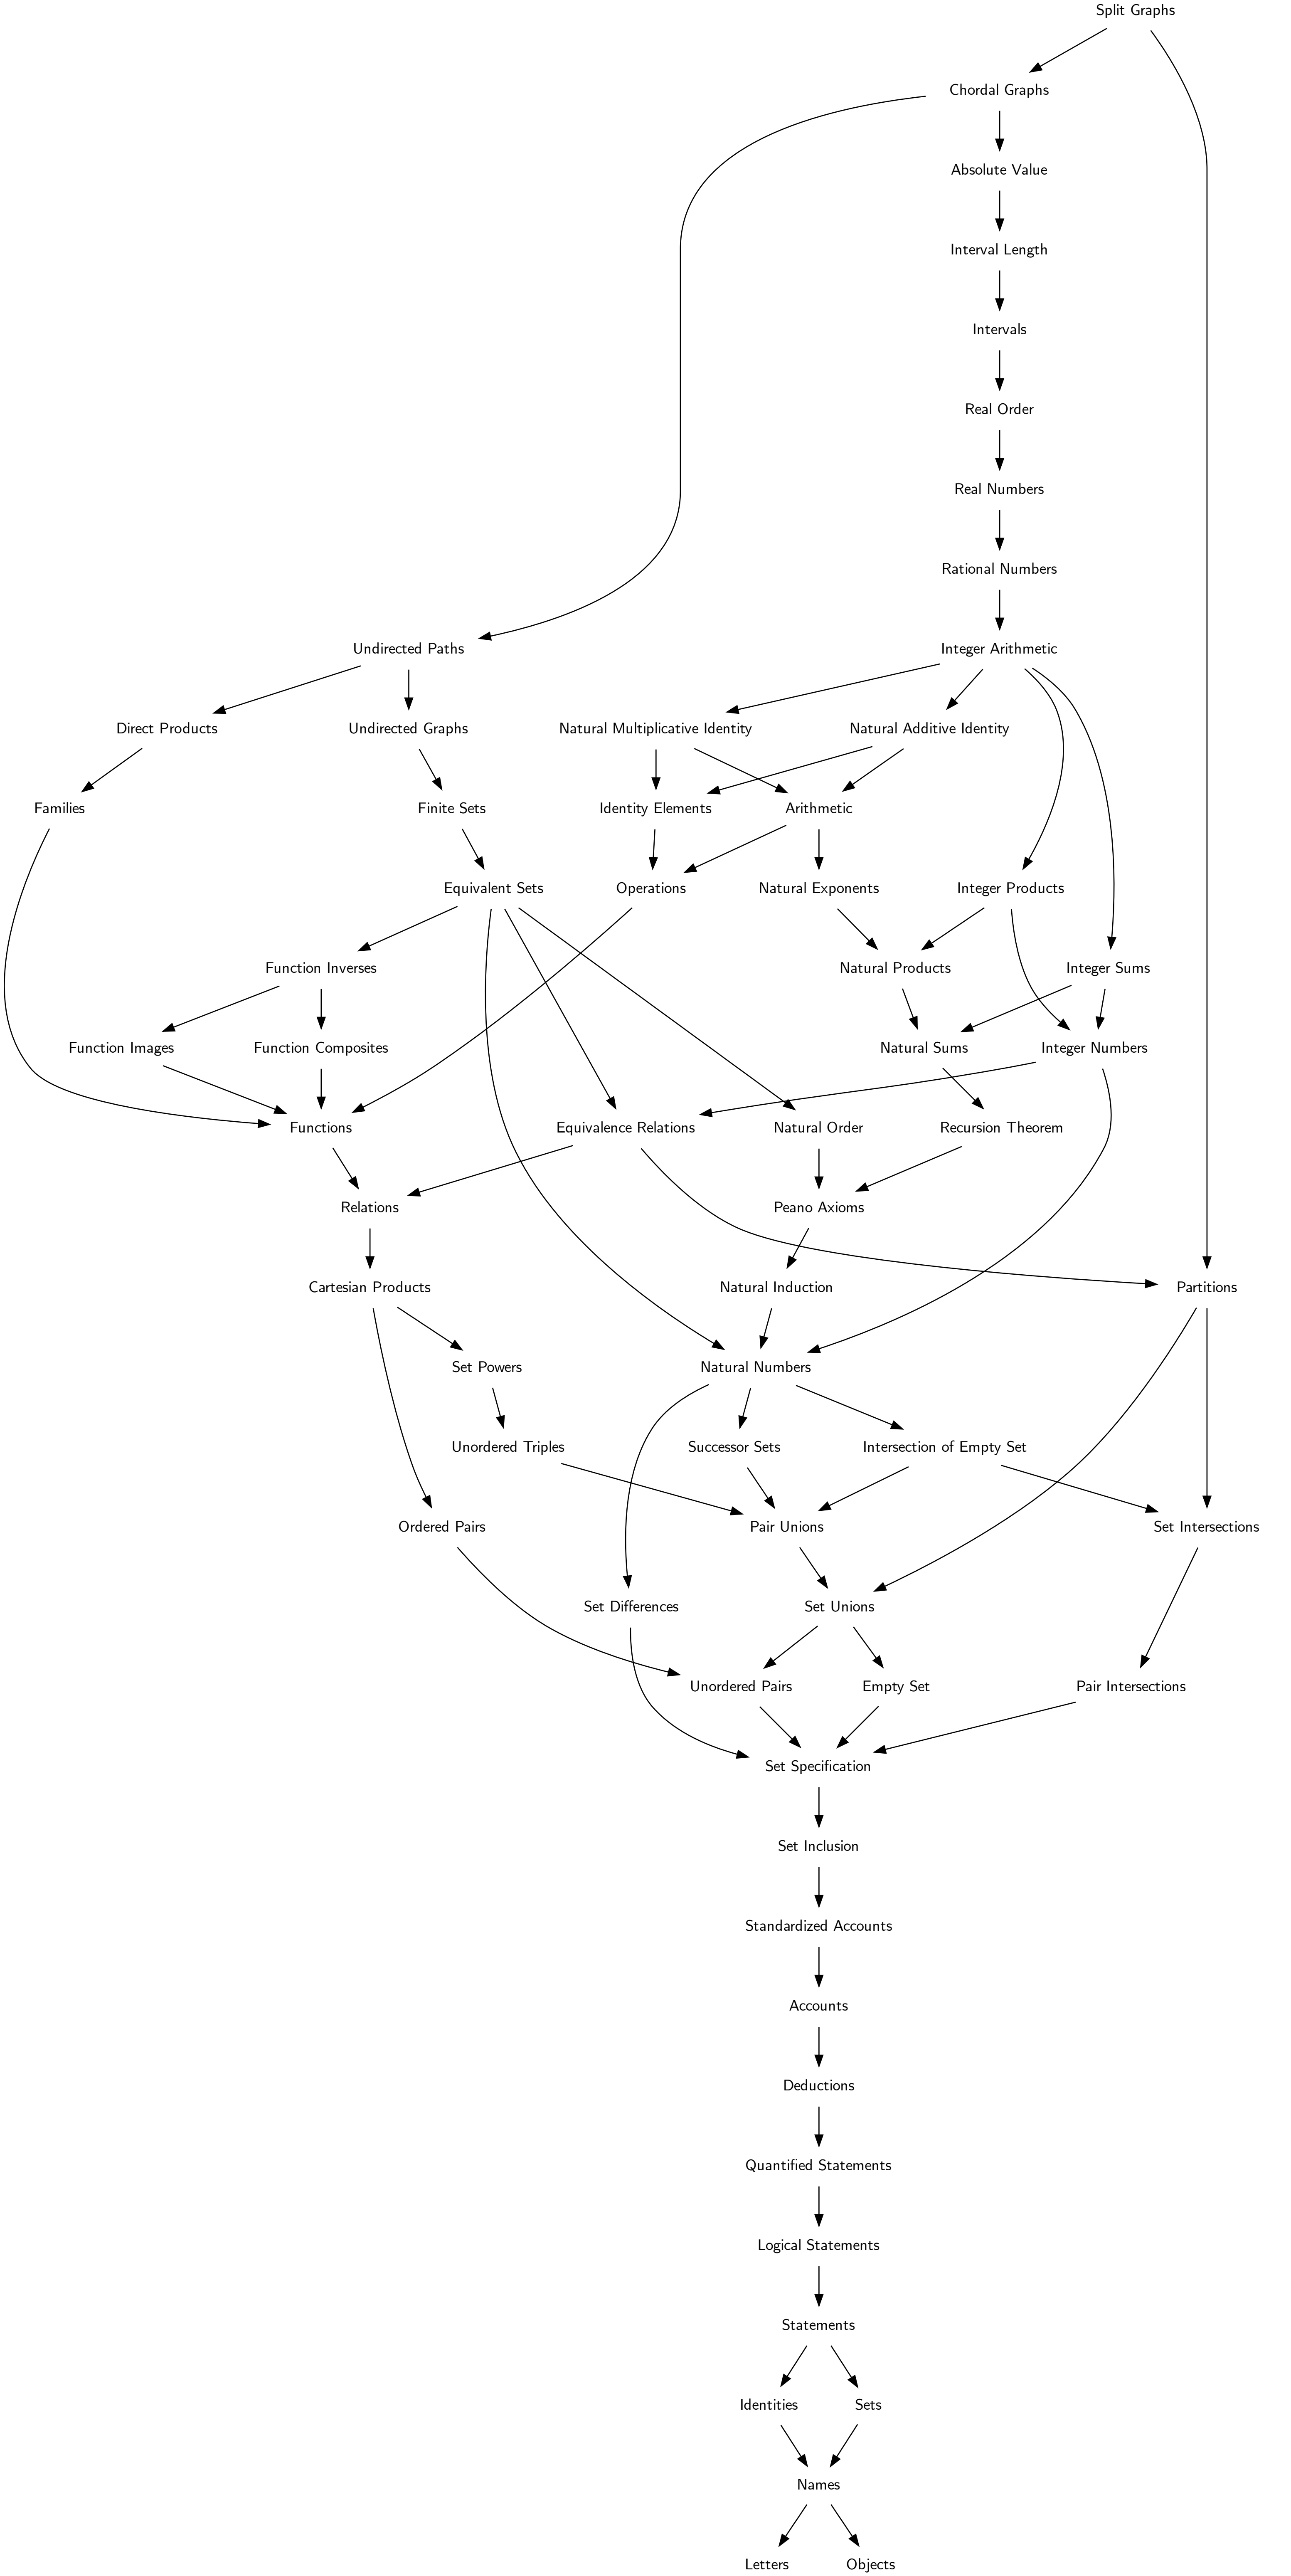 Split Graphs
Chordal Graphs
Absolute Value
Interval Length
Intervals
Real Order
Real Numbers
Rational Numbers
Undirected Paths
Integer Arithmetic
Direct Products
Undirected Graphs
Natural Multiplicative Identity
Natural Additive Identity
Families
Finite Sets
Identity Elements
Arithmetic
Equivalent Sets
Operations
Natural Exponents
Integer Products
Function Inverses
Natural Products
Integer Sums
Function Images
Function Composites
Natural Sums
Integer Numbers
Functions
Equivalence Relations
Natural Order
Recursion Theorem
Relations
Peano Axioms
Cartesian Products
Natural Induction
Partitions
Set Powers
Natural Numbers
Unordered Triples
Successor Sets
Intersection of Empty Set
Ordered Pairs
Pair Unions
Set Intersections
Set Differences
Set Unions
Unordered Pairs
Empty Set
Pair Intersections
Set Specification
Set Inclusion
Standardized Accounts
Accounts
Deductions
Quantified Statements
Logical Statements
Statements
Identities
Sets
Names
Letters
Objects